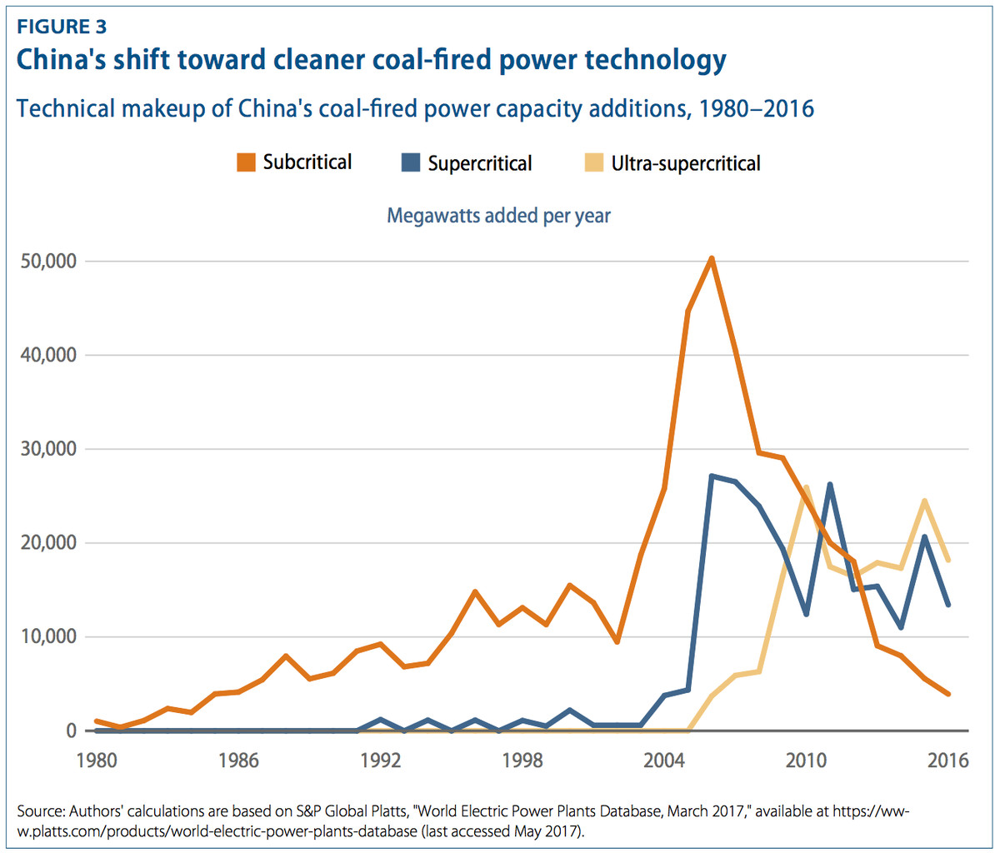 FIGURE 3
China's shift toward cleaner coal-fired power technology
Technical makeup of China's coal-fired power capacity additions, 1980–2016
Subcritical Supercritical Ultra-supercritical
Megawatts added per year
50,000
40,000
30,000
20,000
10,000
0
1980 1986 1992 1998 2004 2010 2016
Source: Authors' calculations are based on S&P Global Platts, "World Electric Power Plants Database, March 2017," available at https://ww-
w.platts.com/products/world-electric-power-plants-database (last accessed May 2017).